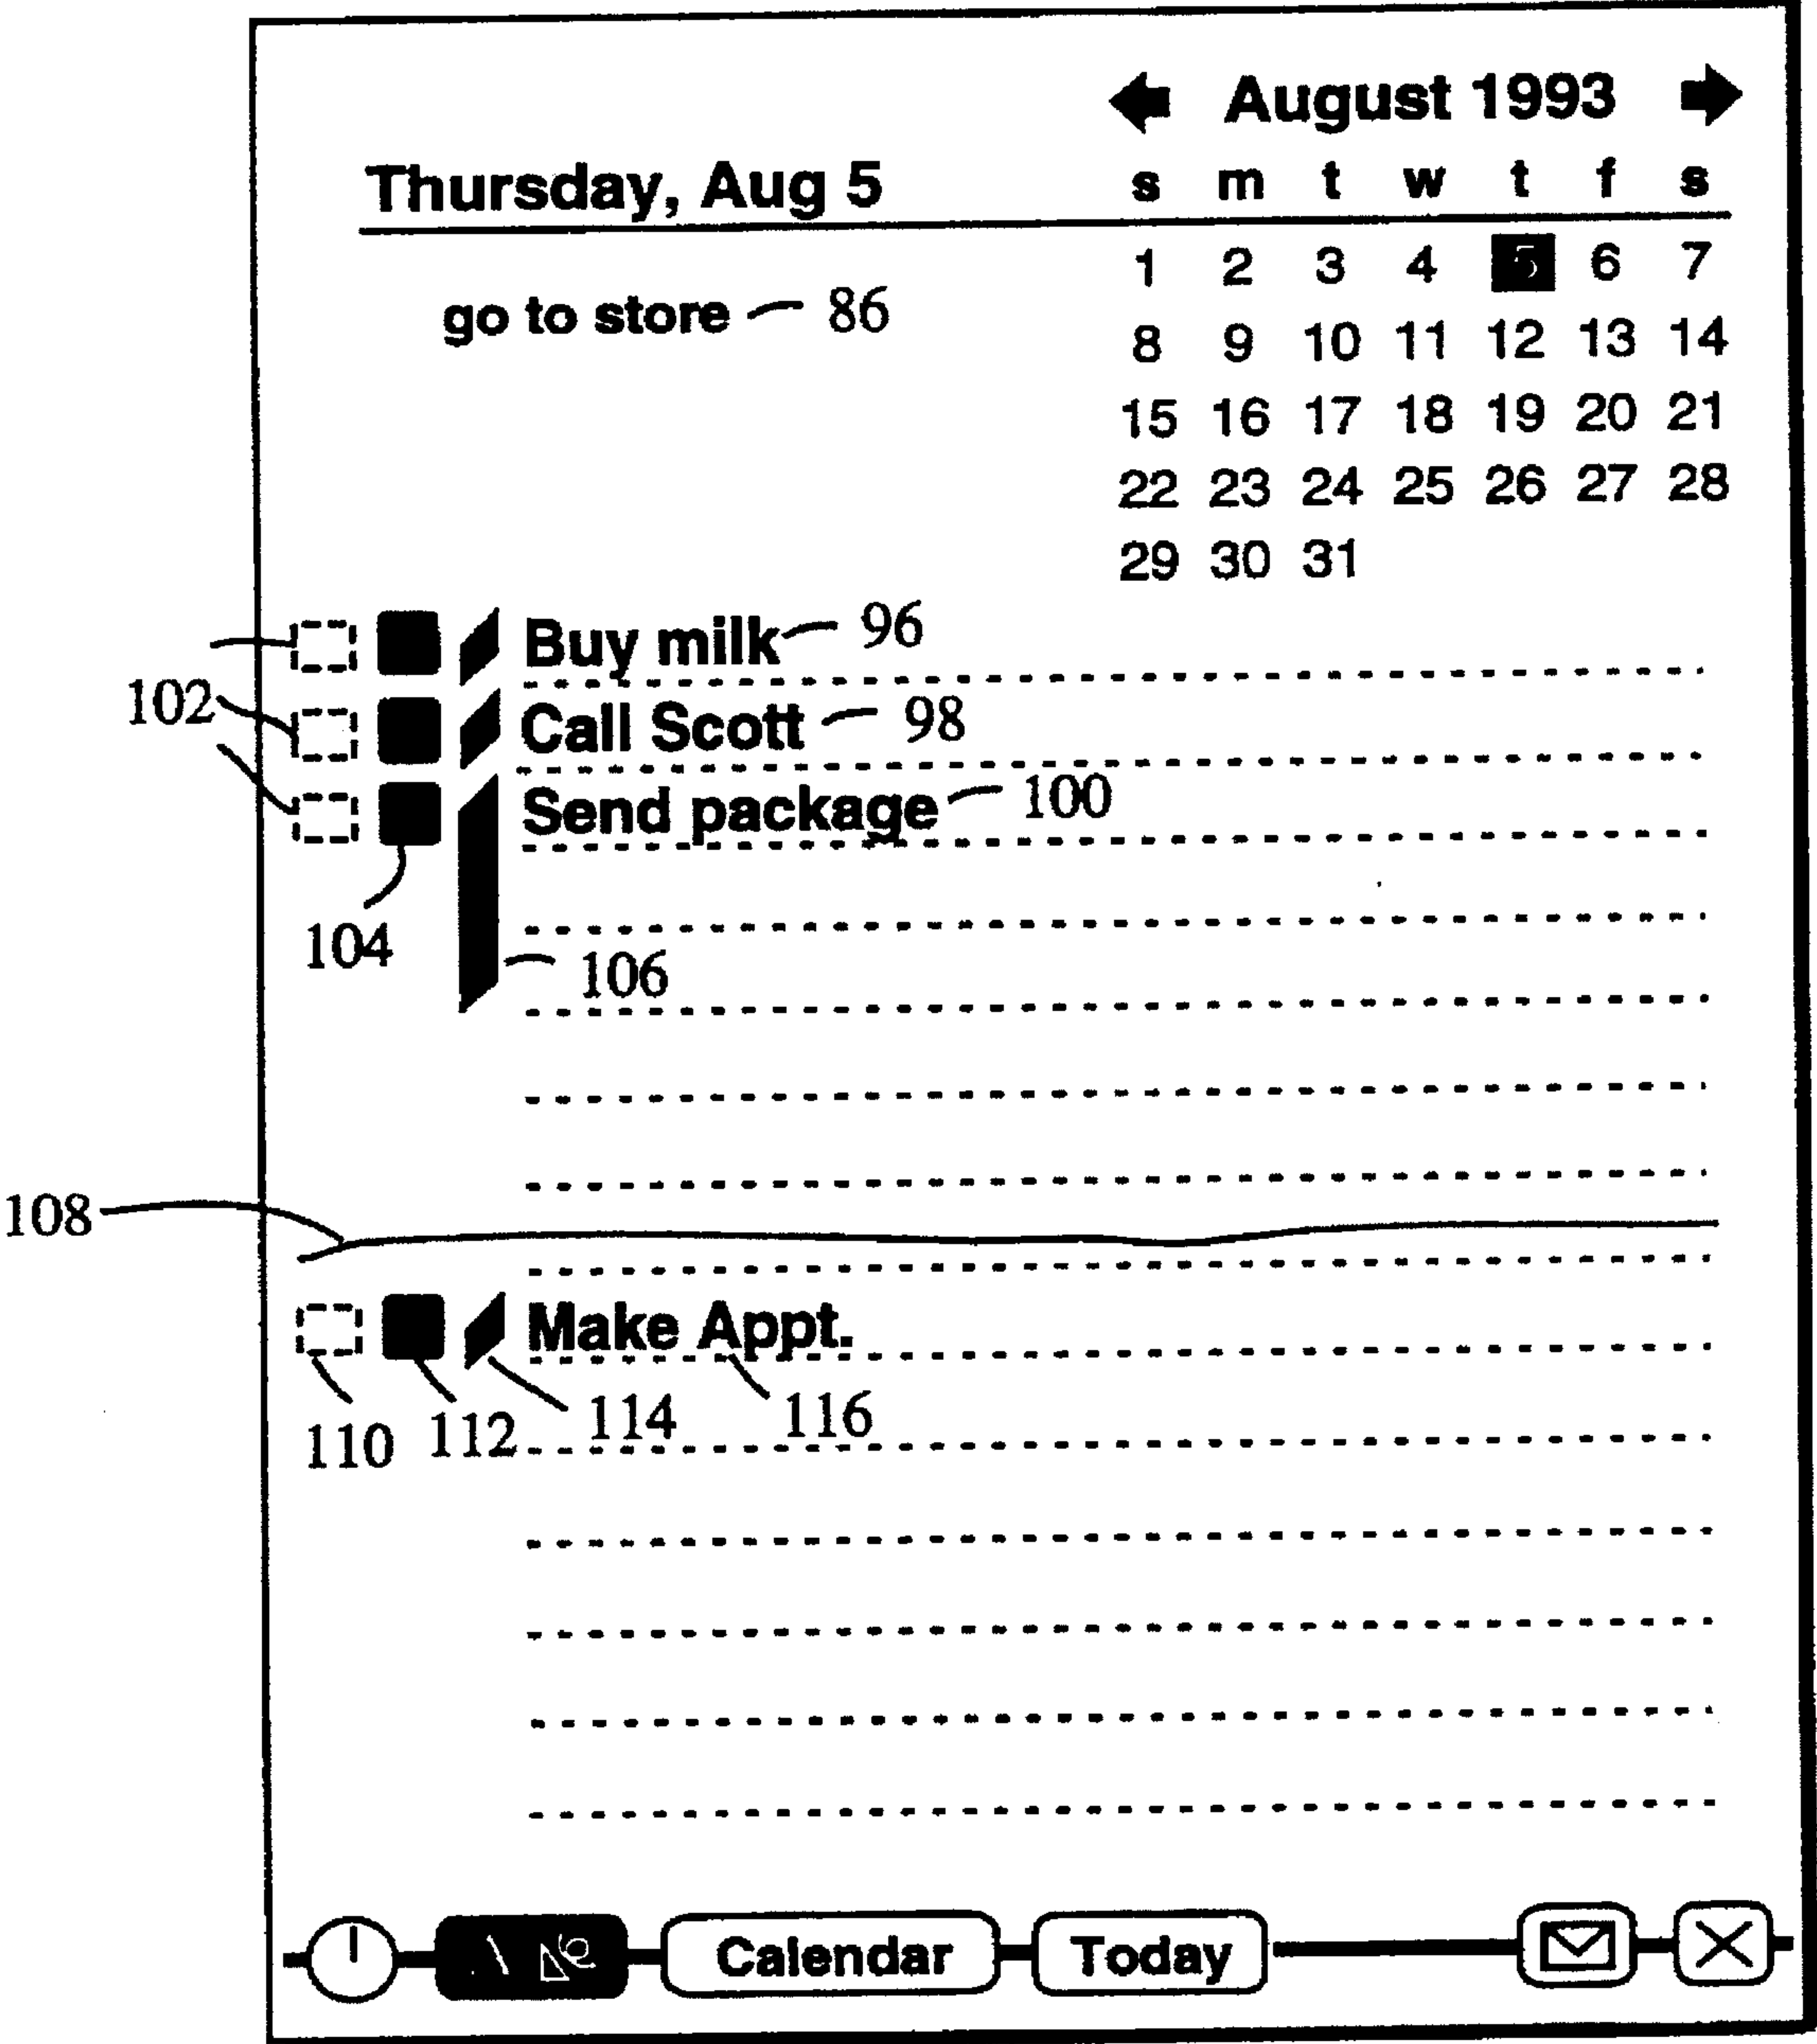 August 1993
Thursday, Aug 5
s m t w t f s
1 2 3 4 5 6 7
go to store 86
8 9 10 11 12 13 14
15 16 17 18 19 20 21
22 23 24 25 26 27 28
29 30 31
Buy milk 96
102
Call Scott 98
Send package 100
104
106
108
Make Appt.
110 112 114 116
Calendar Today